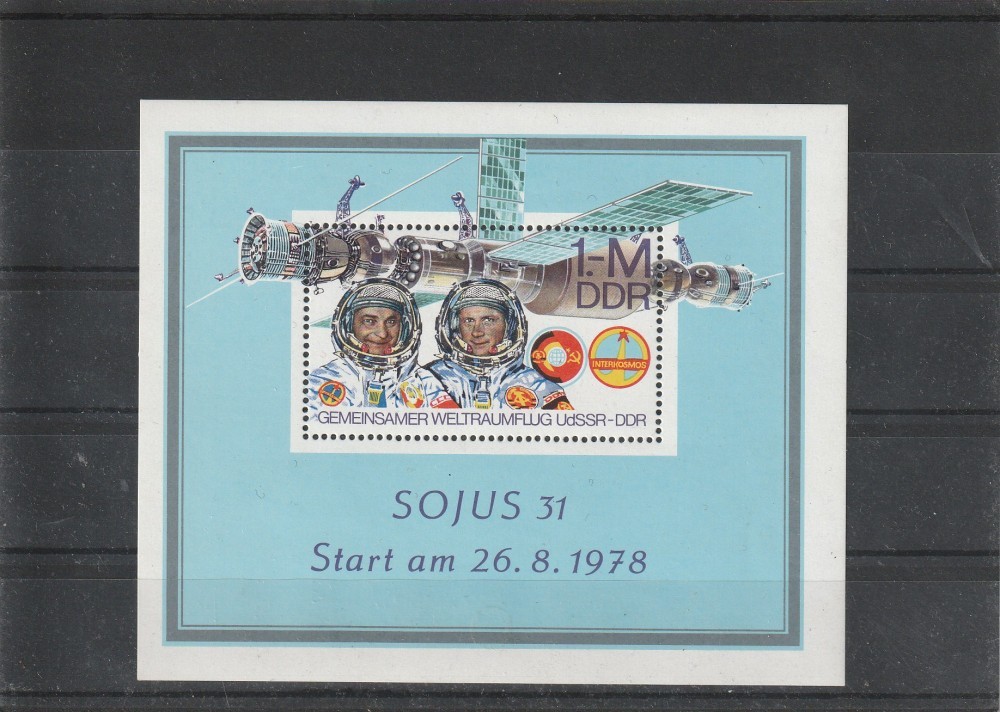 1.-M
DDR
INTERKOSMOS
GEMEINSAMER WELTRAUMFLUG UdSSR-DDR
SOJUS 31
Start am 26.8.1978